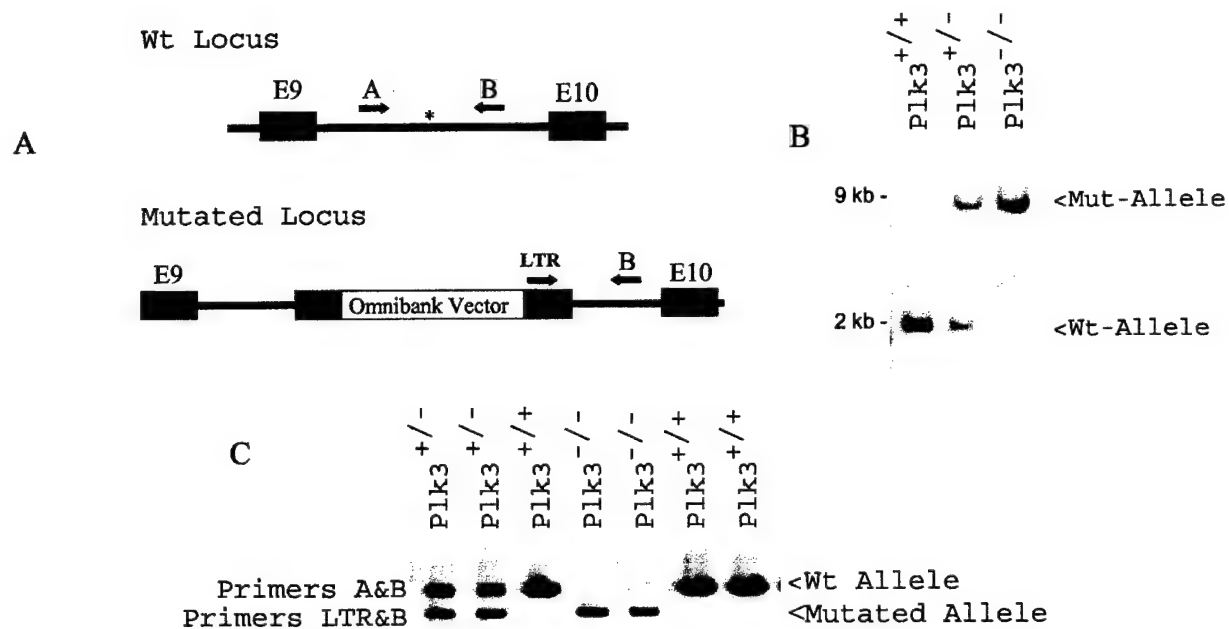 A
Wt Locus
E9 A * B E10
Mutated Locus
E9 LTR B E10
Omnibank Vector
B
Plk3 +/+
Plk3 +/-
Plk3 -/-
9 kb - <Mut-Allele
2 kb - <Wt-Allele
C
Plk3 +/-
Plk3 +/-
Plk3 +/+
Plk3 -/-
Plk3 -/-
Plk3 +/+
Plk3 +/+
Primers A&B <Wt Allele
Primers LTR&B <Mutated Allele